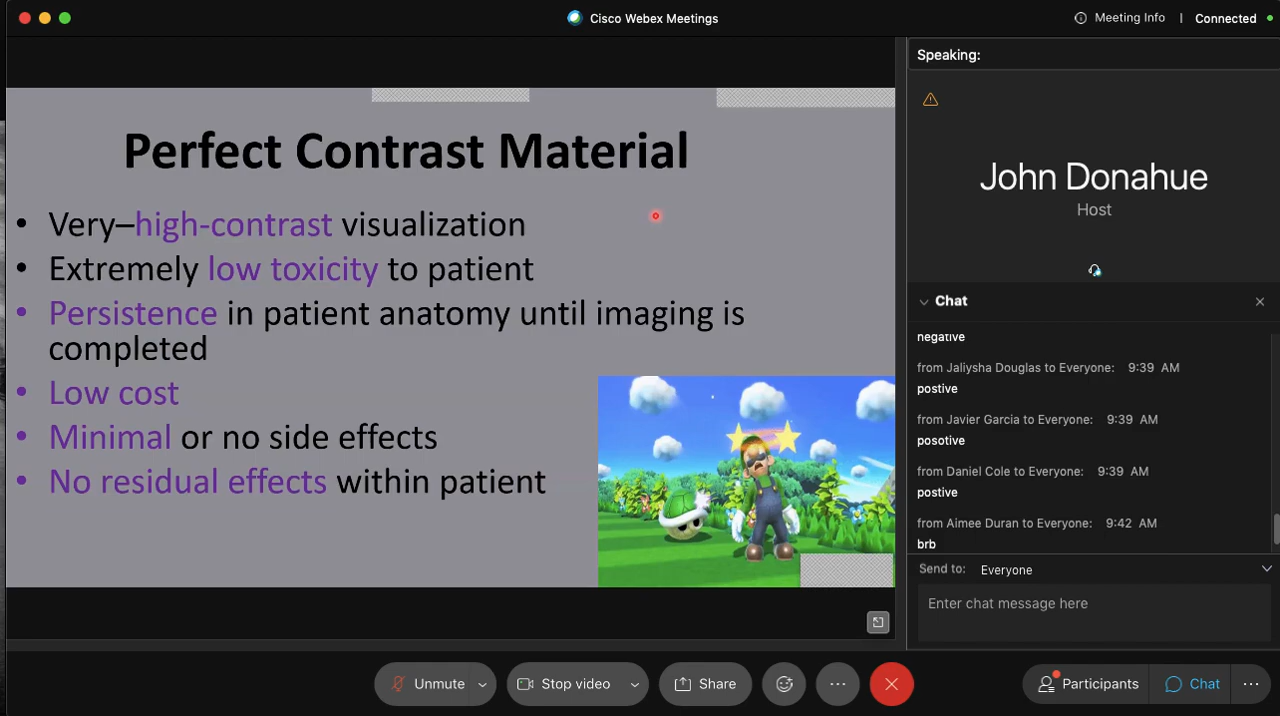 Cisco Webex Meetings
Meeting Info
Connected
Perfect Contrast Material
• Very–high-contrast visualization
• Extremely low toxicity to patient
• Persistence in patient anatomy until imaging is
completed
• Low cost
• Minimal or no side effects
• No residual effects within patient
Speaking:
John Donahue
Host
Chat
negative
from Jaliysha Douglas to Everyone: 9:39 AM
postive
from Javier Garcia to Everyone: 9:39 AM
posotive
from Daniel Cole to Everyone: 9:39 AM
postive
from Aimee Duran to Everyone: 9:42 AM
brb
Send to: Everyone
Enter chat message here
Unmute
Stop video
Share
Participants
Chat